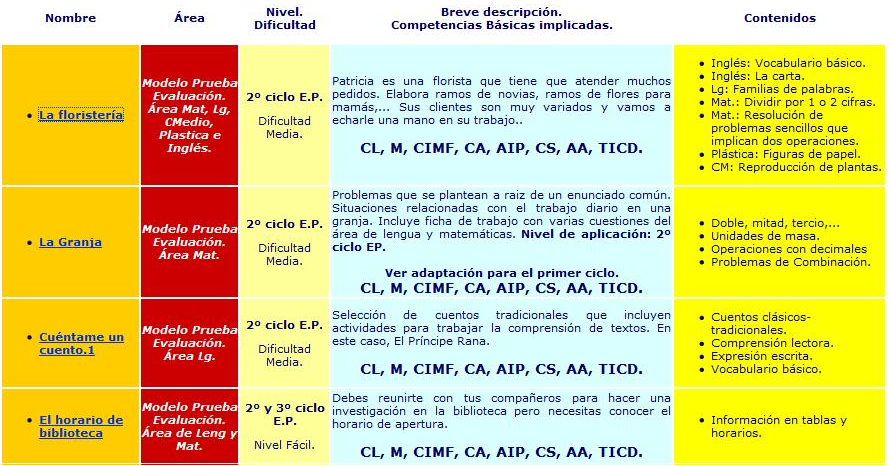 Nombre
Área
Nivel.
Dificultad
Breve descripción.
Competencias Básicas implicadas.
Contenidos
La floristería
Modelo Prueba
Evaluación.
Área Mat, Lg,
CMedio,
Plastica e
Inglés.
2º ciclo E.P.
Dificultad
Media.
Patricia es una florista que tiene que atender muchos
pedidos. Elabora ramos de novias, ramos de flores para
mamás,... Sus clientes son muy variados y vamos a
echarle una mano en su trabajo..
CL, M, CIMF, CA, AIP, CS, AA, TICD.
Inglés: Vocabulario básico.
Inglés: La carta.
Lg: Familias de palabras.
Mat.: Dividir por 1 o 2 cifras.
Mat.: Resolución de
problemas sencillos que
implican dos operaciones.
Plástica: Figuras de papel.
CM: Reproducción de plantas.
La Granja
Modelo Prueba
Evaluación.
Área Mat.
2º ciclo E.P.
Dificultad
Media.
Problemas que se plantean a raiz de un enunciado común.
Situaciones relacionadas con el trabajo diario en una
granja. Incluye ficha de trabajo con varias cuestiones del
área de lengua y matemáticas. Nivel de aplicación: 2º
ciclo EP.
Ver adaptación para el primer ciclo.
CL, M, CIMF, CA, AIP, CS, AA, TICD.
Doble, mitad, tercio,...
Unidades de masa.
Operaciones con decimales
Problemas de Combinación.
Cuéntame un
cuento.1
Modelo Prueba
Evaluación.
Área Lg.
2º ciclo E.P.
Dificultad
Media.
Selección de cuentos tradicionales que incluyen
actividades para trabajar la comprensión de textos. En
este caso, El Príncipe Rana.
CL, M, CIMF, CA, AIP, CS, AA, TICD.
Cuentos clásicos-
tradicionales.
Comprensión lectora.
Expresión escrita.
Vocabulario básico.
El horario de
biblioteca
Modelo Prueba
Evaluación.
Área de Leng y
Mat.
2º y 3º ciclo
E.P.
Nivel Fácil.
Debes reunirte con tus compañeros para hacer una
investigación en la biblioteca pero necesitas conocer el
horario de apertura.
CL, M, CIMF, CA, AIP, CS, AA, TICD.
Información en tablas y
horarios.